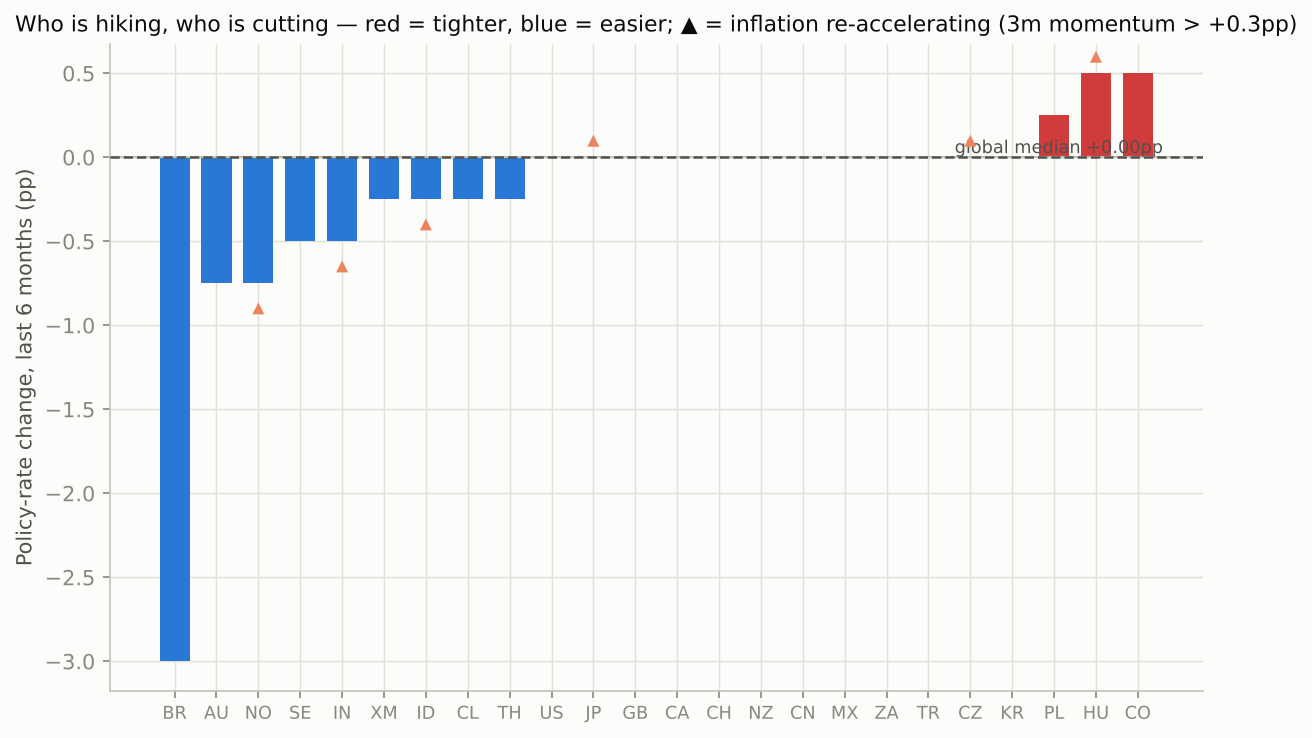 Who is hiking, who is cutting — red = tighter, blue = easier; ▲ = inflation re-accelerating (3m momentum > +0.3pp)
Policy-rate change, last 6 months (pp)
0.5
0.0
−0.5
−1.0
−1.5
−2.0
−2.5
−3.0
global median +0.00pp
BR AU NO SE IN XM ID CL TH US JP GB CA CH NZ CN MX ZA TR CZ KR PL HU CO